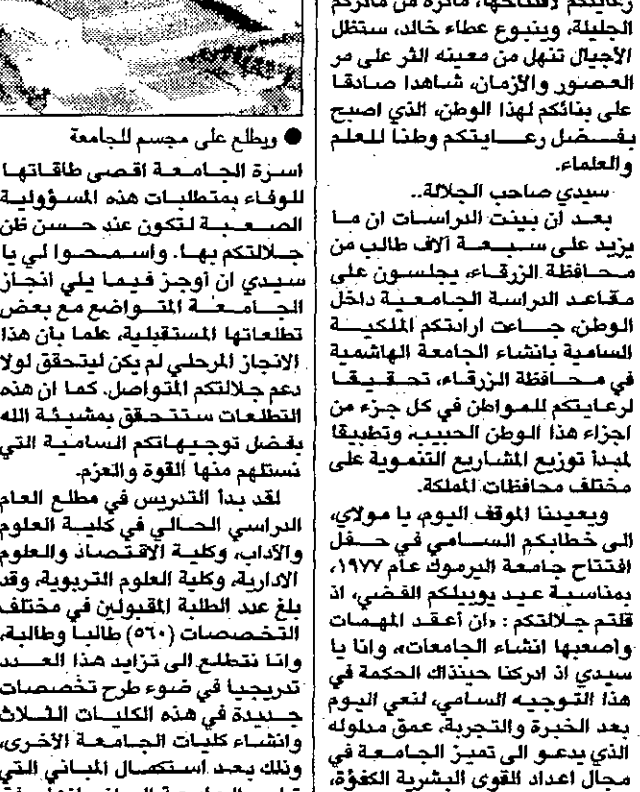 رعايتكم لافتتاحها، ماثرة من ماثركم
الجليلة، وينبوع عطاء خالد، ستظل
الأجيال تنهل من معينه الثر على مر
العصور والأزمان، شاهدا صادقا
على بنائكم لهذا الوطن، الذي اصبح
بفضل رعايتكم وطنا للعلم
والعلماء.
سيدي صاحب الجلالة..
بعد ان بينت الدراسات ان ما
يزيد على سبعة آلاف طالب من
محافظة الزرقاء، يجلسون على
مقاعد الدراسة الجامعية داخل
الوطن، جاءت ارادتكم الملكية
السامية بانشاء الجامعة الهاشمية
في محافظة الزرقاء، تحقيقا
لرعايتكم للمواطن في كل جزء من
اجزاء هذا الوطن الحبيب، وتطبيقا
لمبدأ توزيع المشاريع التنموية على
مختلف محافظات المملكة.
ويعيدنا الموقف اليوم، يا مولاي،
الى خطابكم السامي في حفل
افتتاح جامعة اليرموك عام ١٩٧٧،
بمناسبة عيد يوبيلكم الفضي، اذ
قلتم جلالتكم : «ان أعقد المهمات
واصعبها انشاء الجامعات»، وانا يا
سيدي اذ ادركنا حينذاك الحكمة في
هذا التوجيه السامي، لنعي اليوم
بعد الخبرة والتجربة، عمق مدلوله
الذي يدعو الى تميز الجامعة في
مجال اعداد القوى البشرية الكفؤة،
● ويطلع على مجسم للجامعة
اسرة الجامعة اقصى طاقاتها
للوفاء بمتطلبات هذه المسؤولية
الصعبة لتكون عند حسن ظن
جلالتكم بها. واسمحوا لي يا
سيدي ان أوجز فيما يلي انجاز
الجامعة المتواضع مع بعض
تطلعاتها المستقبلية، علما بأن هذا
الانجاز المرحلي لم يكن ليتحقق لولا
دعم جلالتكم المتواصل. كما ان هذه
التطلعات ستتحقق بمشيئة الله
بفضل توجيهاتكم السامية التي
نستلهم منها القوة والعزم.
لقد بدأ التدريس في مطلع العام
الدراسي الحالي في كلية العلوم
والآداب، وكلية الاقتصاد والعلوم
الادارية، وكلية العلوم التربوية، وقد
بلغ عدد الطلبة المقبولين في مختلف
التخصصات (٥٦٠) طالباً وطالبة،
وانا نتطلع الى تزايد هذا العدد
تدريجيا في ضوء طرح تخصصات
جديدة في هذه الكليات الثلاث
وانشاء كليات الجامعة الأخرى،
وذلك بعد استكمال المباني التي